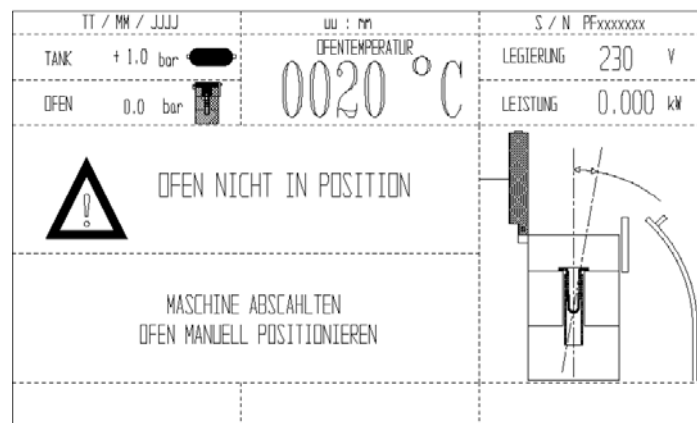 TT / MM / JJJJ
uu : mm
S / N PFxxxxxxx
TANK + 1.0 bar
OFENTEMPERATUR
0020 °C
LEGIERUNG 230 V
OFEN 0.0 bar
LEISTUNG 0.000 kW
OFEN NICHT IN POSITION
MASCHINE ABSCAHLTEN
OFEN MANUELL POSITIONIEREN